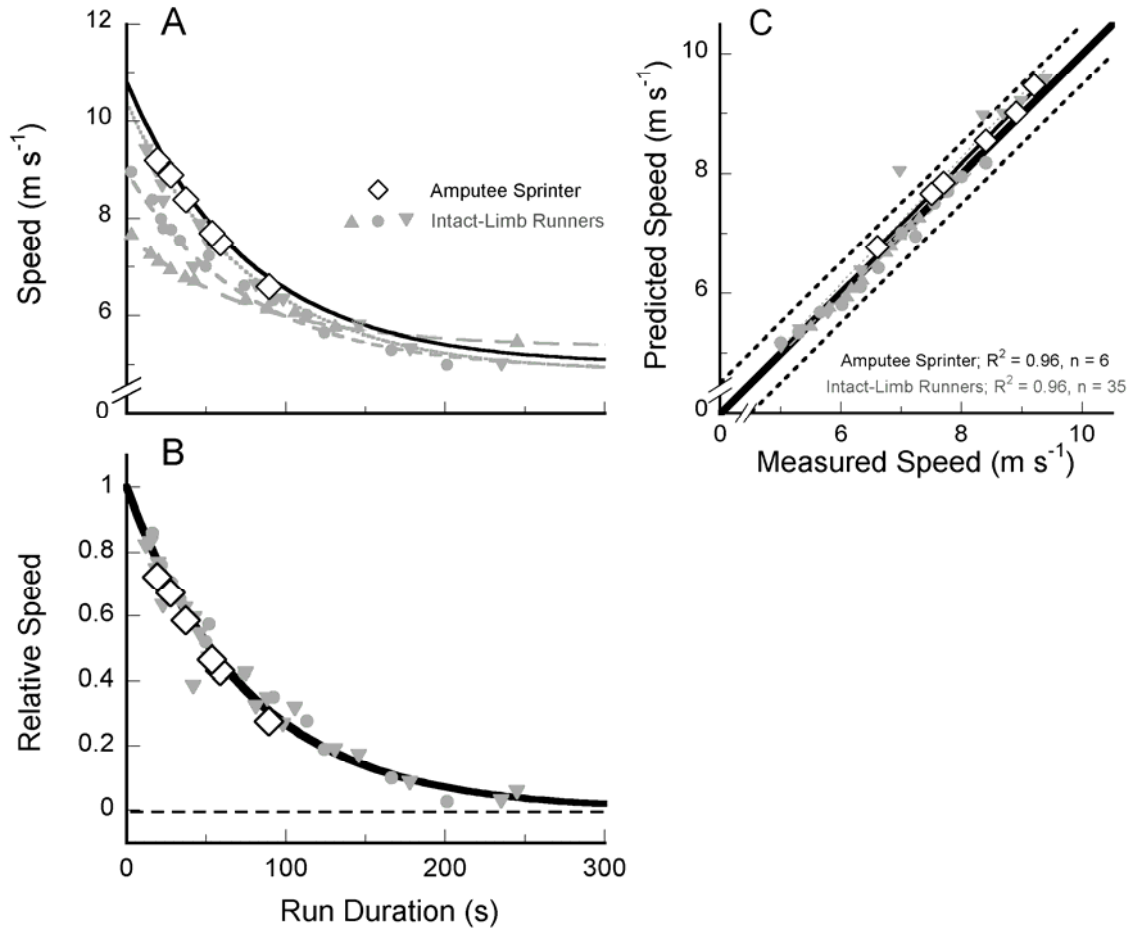 A
12
10
8
6
4
0
Speed (m s⁻¹)
Amputee Sprinter
Intact-Limb Runners
C
10
8
6
0
Predicted Speed (m s⁻¹)
Amputee Sprinter; R² = 0.96, n = 6
Intact-Limb Runners; R² = 0.96, n = 35
0
6
8
10
Measured Speed (m s⁻¹)
B
1
0.8
0.6
0.4
0.2
0
Relative Speed
0
100
200
300
Run Duration (s)